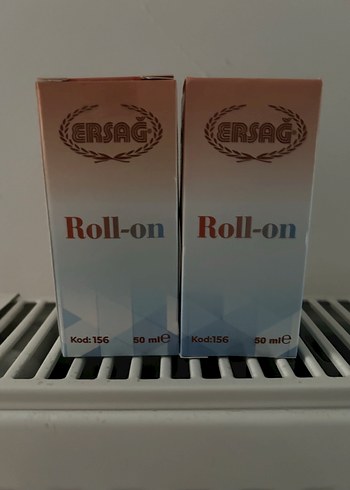 ERSAĞ
Roll-on
Kod: 156 50 ml℮
ERSAĞ
Roll-on
Kod:156 50 ml℮